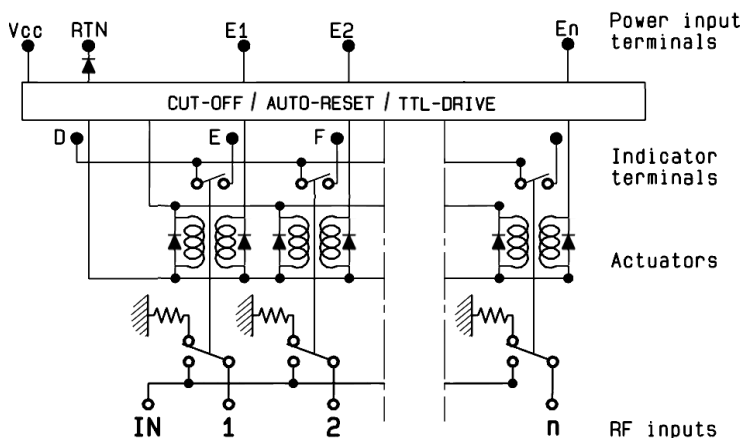 Vcc RTN E1 E2 En Power input
terminals
CUT-OFF / AUTO-RESET / TTL-DRIVE
D E F
Indicator
terminals
Actuators
IN 1 2 n RF inputs